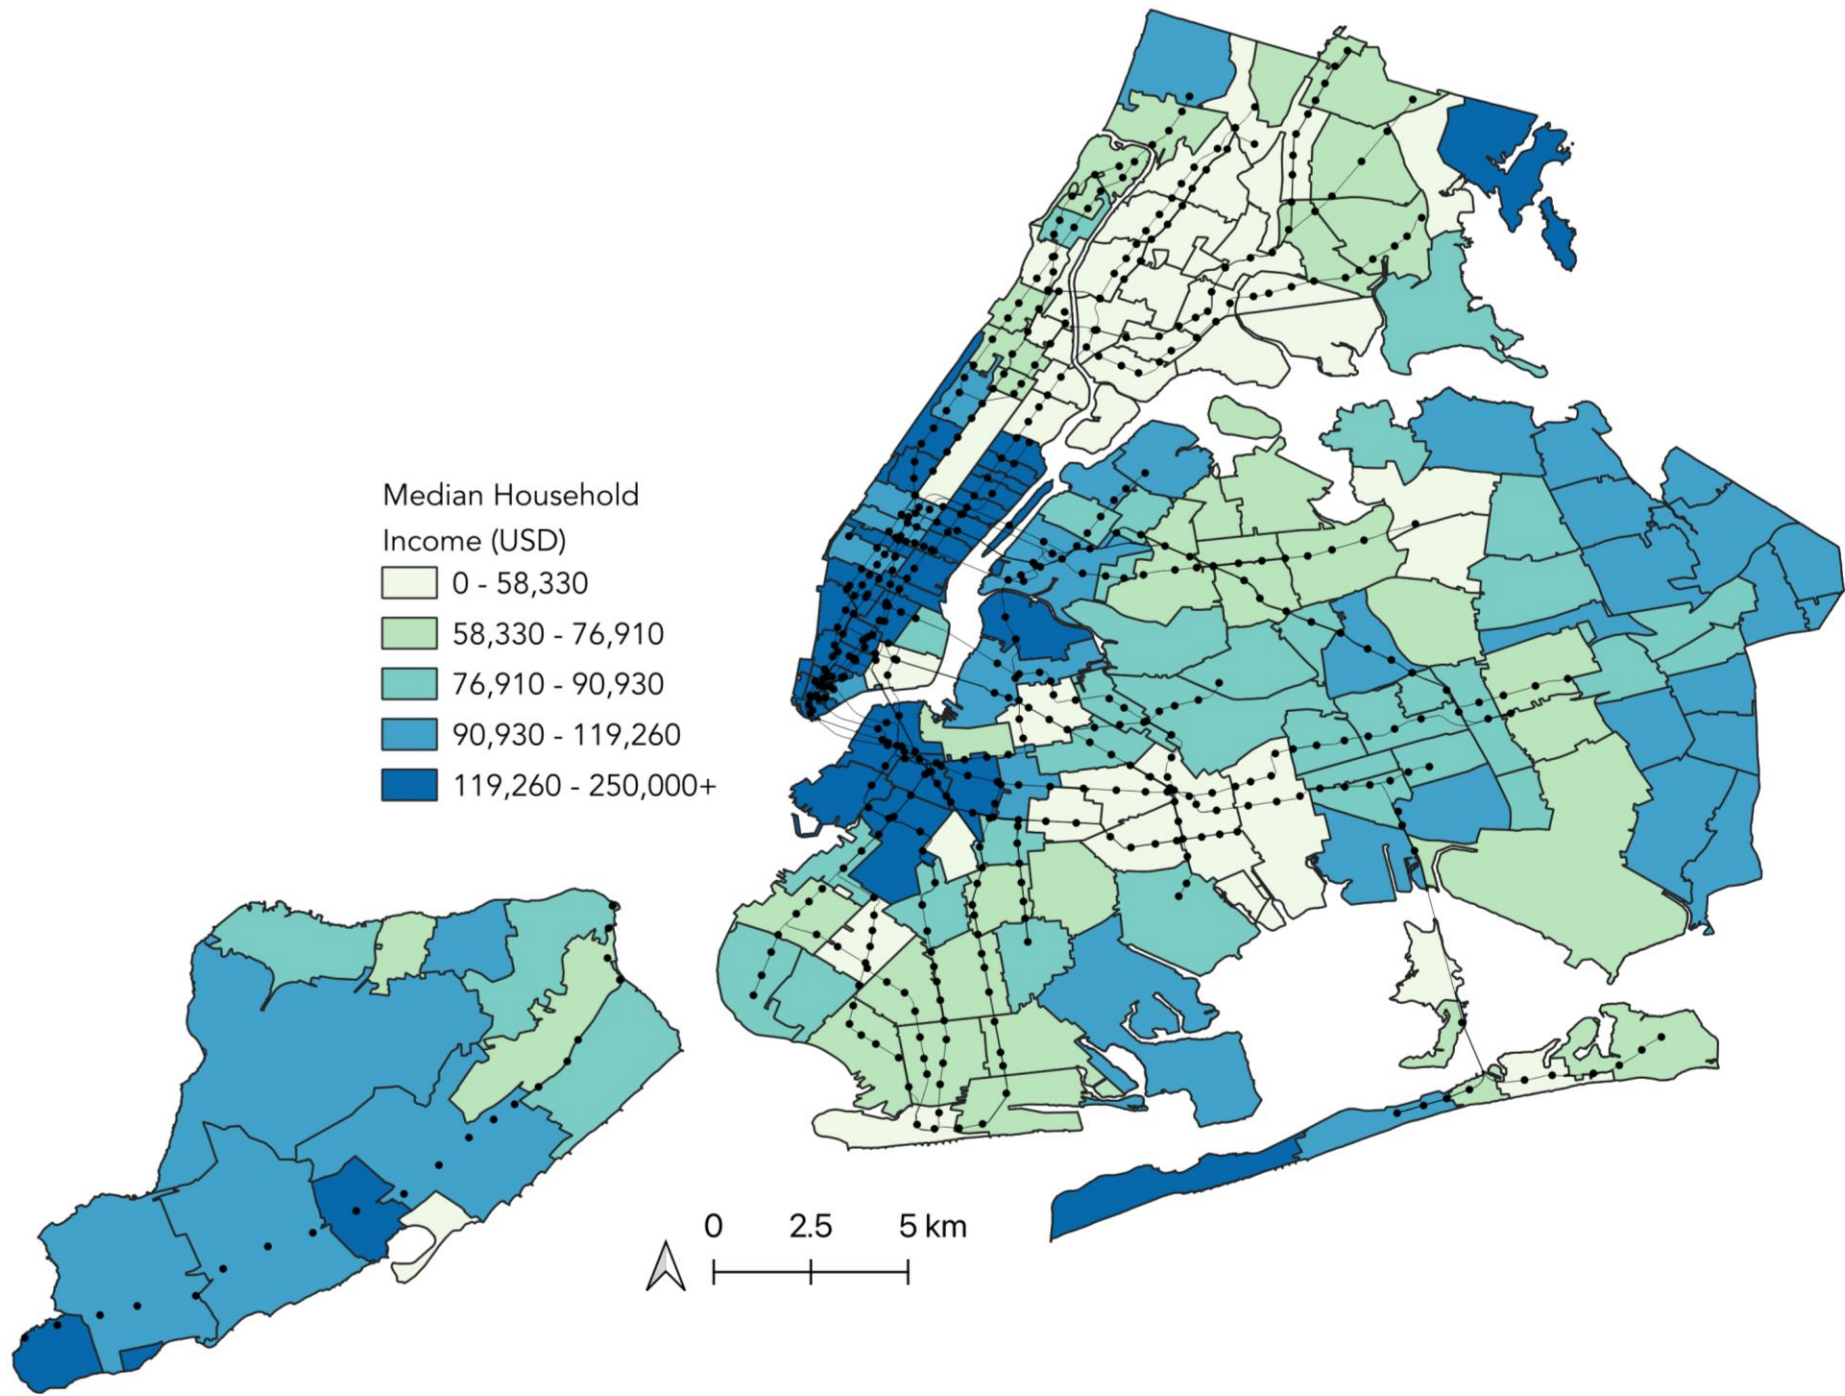 Median Household
Income (USD)
0 - 58,330
58,330 - 76,910
76,910 - 90,930
90,930 - 119,260
119,260 - 250,000+
0 2.5 5 km